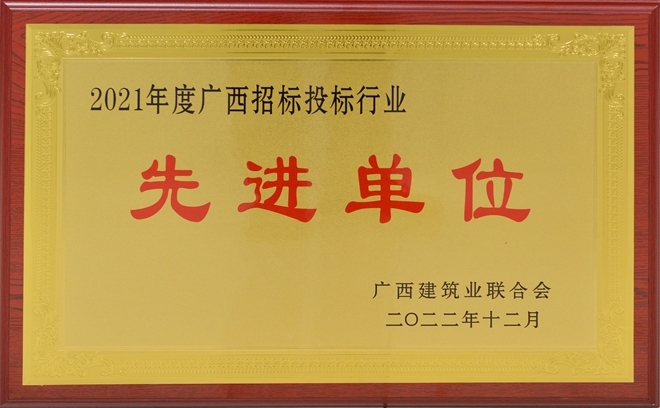 2021年度广西招标投标行业
先进单位
广西建筑业联合会
二〇二二年十二月